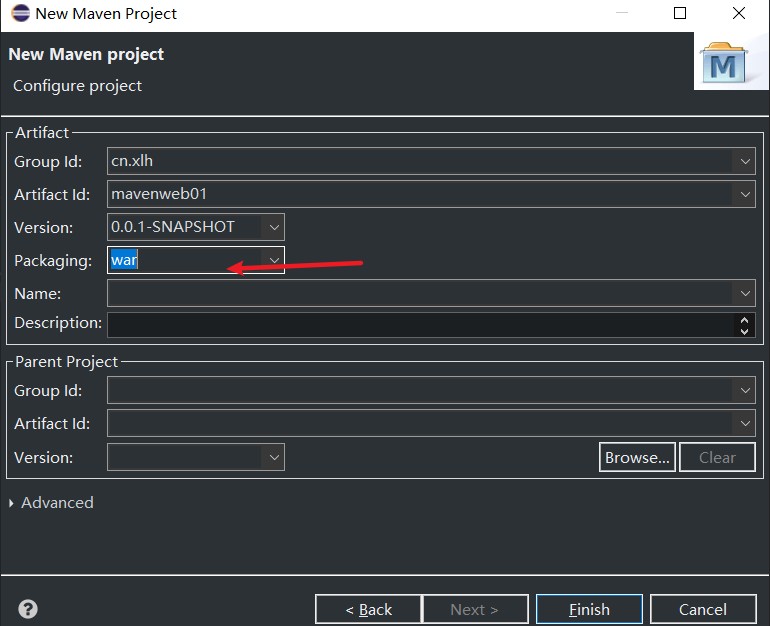 New Maven Project
New Maven project
Configure project
M
Artifact
Group Id: cn.xlh
Artifact Id: mavenweb01
Version: 0.0.1-SNAPSHOT
Packaging: war
Name:
Description:
Parent Project
Group Id:
Artifact Id:
Version:
Browse... Clear
Advanced
? < Back Next > Finish Cancel